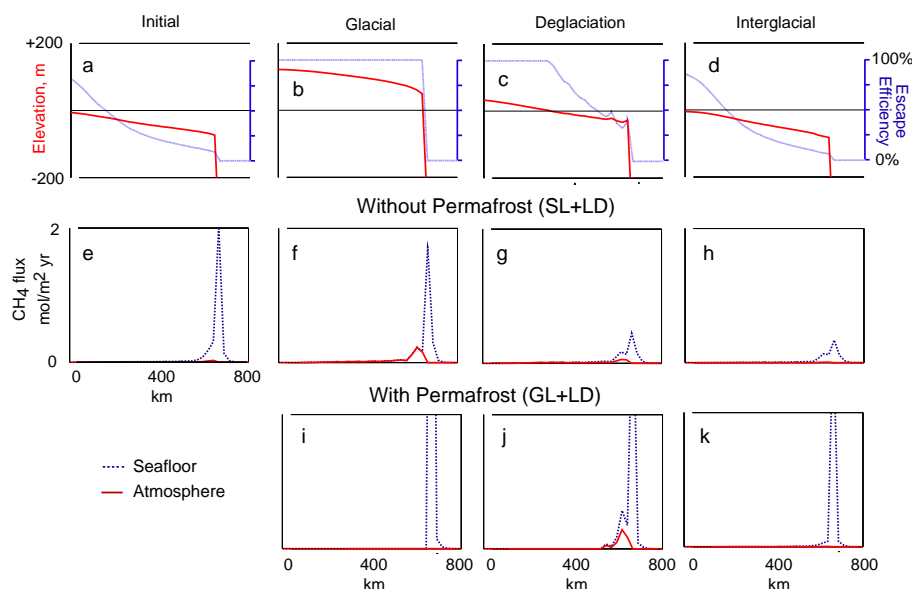 Initial
Glacial
Deglaciation
Interglacial
+200
Elevation, m
-200
a
b
c
d
100%
Escape
Efficiency
0%
Without Permafrost (SL+LD)
2
CH4 flux
mol/m2 yr
0
e
f
g
h
0 400 800
km
With Permafrost (GL+LD)
i
j
k
Seafloor
Atmosphere
0 400 800
km
0 400 800
km
0 400 800
km